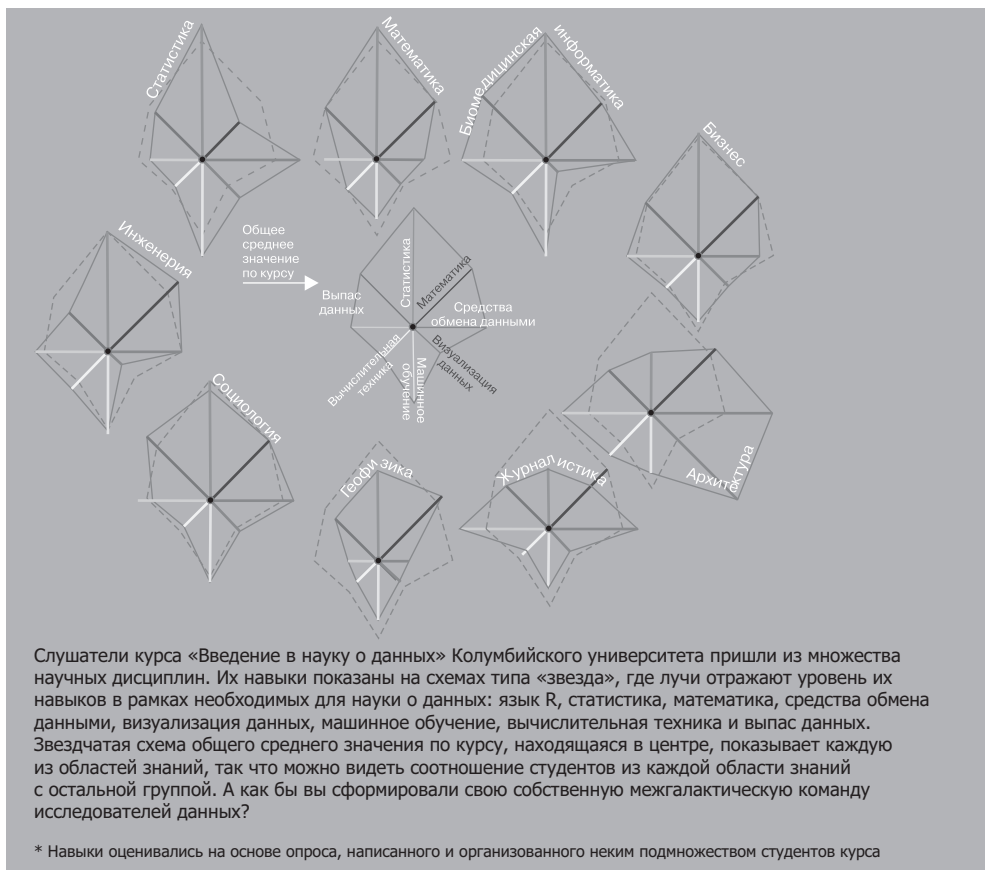 Статистика
Математика
Биомедицинская
информатика
Бизнес
Инженерия
Общее
среднее
значение
по курсу
Статистика
Математика
Выпас
данных
Средства
обмена данными
Вычислительная
техника
Машинное
обучение
Визуализация
данных
Социология
Геофизика
Журналистика
Архитектура
Слушатели курса «Введение в науку о данных» Колумбийского университета пришли из множества
научных дисциплин. Их навыки показаны на схемах типа «звезда», где лучи отражают уровень их
навыков в рамках необходимых для науки о данных: язык R, статистика, математика, средства обмена
данными, визуализация данных, машинное обучение, вычислительная техника и выпас данных.
Звездчатая схема общего среднего значения по курсу, находящаяся в центре, показывает каждую
из областей знаний, так что можно видеть соотношение студентов из каждой области знаний
с остальной группой. А как бы вы сформировали свою собственную межгалактическую команду
исследователей данных?
* Навыки оценивались на основе опроса, написанного и организованного неким подмножеством студентов курса